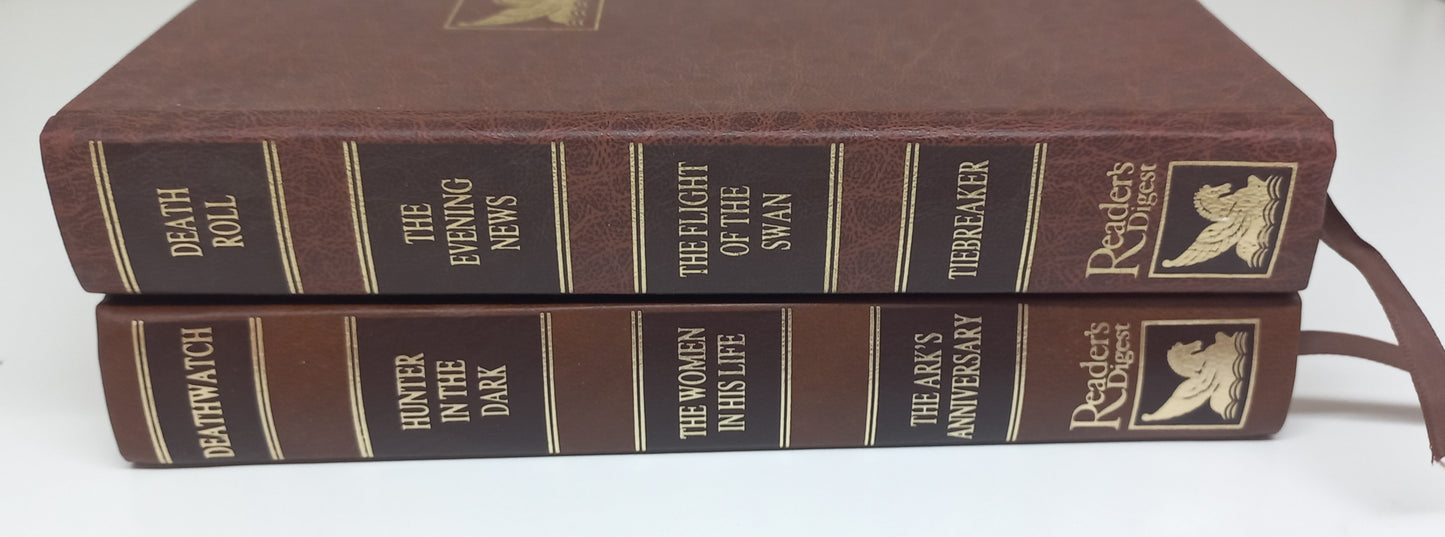 DEATH
ROLL
THE
EVENING
NEWS
THE FLIGHT
OF THE
SWAN
TIEBREAKER
Reader's
Digest
DEATHWATCH
HUNTER
IN THE
DARK
THE WOMEN
IN HIS LIFE
THE ARK'S
ANNIVERSARY
Reader's
Digest